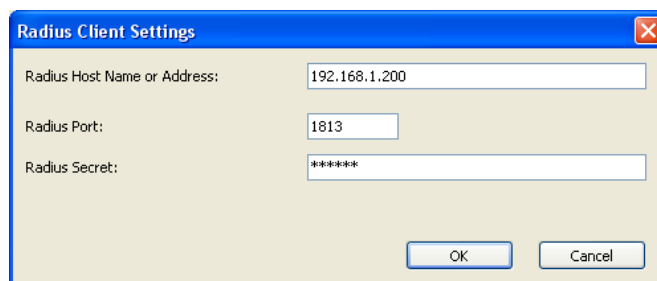 Radius Client Settings
Radius Host Name or Address: 192.168.1.200
Radius Port: 1813
Radius Secret: ******
OK Cancel